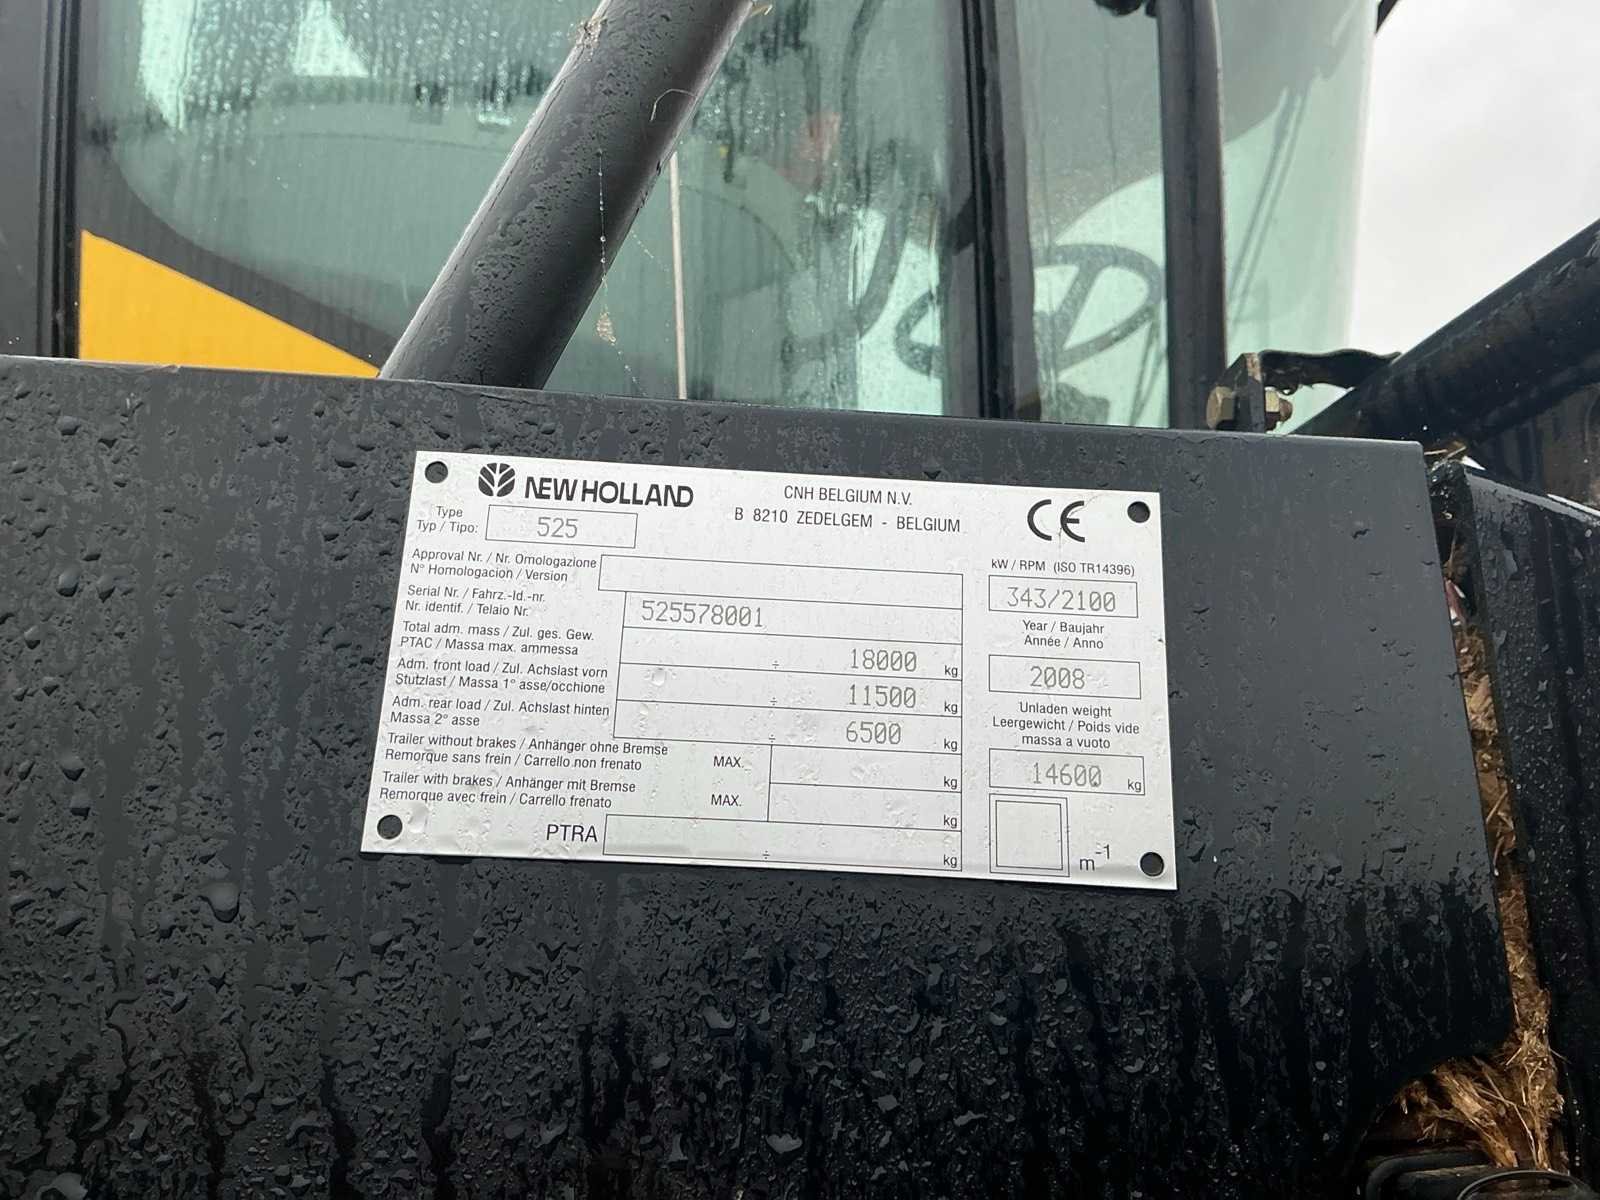 NEW HOLLAND
CNH BELGIUM N.V.
B 8210 ZEDELGEM - BELGIUM
CE
Type
Typ / Tipo:
525
Approval Nr. / Nr. Omologazione
N° Homologacion / Version
Serial Nr. / Fahrz.-Id.-nr.
Nr. identif. / Telaio Nr.
525578001
Total adm. mass / Zul. ges. Gew.
PTAC / Massa max. ammessa
÷ 18000 kg
Adm. front load / Zul. Achslast vorn
Stutzlast / Massa 1° asse/occhione
÷ 11500 kg
Adm. rear load / Zul. Achslast hinten
Massa 2° asse
÷ 6500 kg
Trailer without brakes / Anhänger ohne Bremse
Remorque sans frein / Carrello non frenato
MAX. kg
Trailer with brakes / Anhänger mit Bremse
Remorque avec frein / Carrello frenato
MAX. kg
PTRA ÷ kg
kW / RPM (ISO TR14396)
343/2100
Year / Baujahr
Année / Anno
2008
Unladen weight
Leergewicht / Poids vide
massa a vuoto
14600 kg
m-1